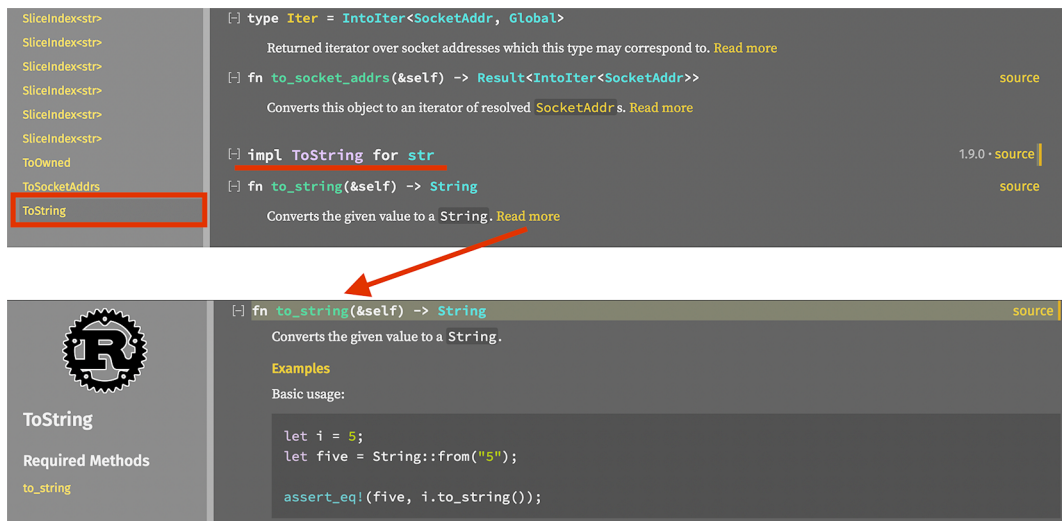 SliceIndex<str>
SliceIndex<str>
SliceIndex<str>
SliceIndex<str>
SliceIndex<str>
SliceIndex<str>
ToOwned
ToSocketAddrs
ToString
[-] type Iter = IntoIter<SocketAddr, Global>
Returned iterator over socket addresses which this type may correspond to. Read more
[-] fn to_socket_addrs(&self) -> Result<IntoIter<SocketAddr>> source
Converts this object to an iterator of resolved SocketAddrs. Read more
[-] impl ToString for str 1.9.0 · source
[-] fn to_string(&self) -> String source
Converts the given value to a String. Read more
R
ToString
Required Methods
to_string
[-] fn to_string(&self) -> String source
Converts the given value to a String.
Examples
Basic usage:
let i = 5;
let five = String::from("5");
assert_eq!(five, i.to_string());